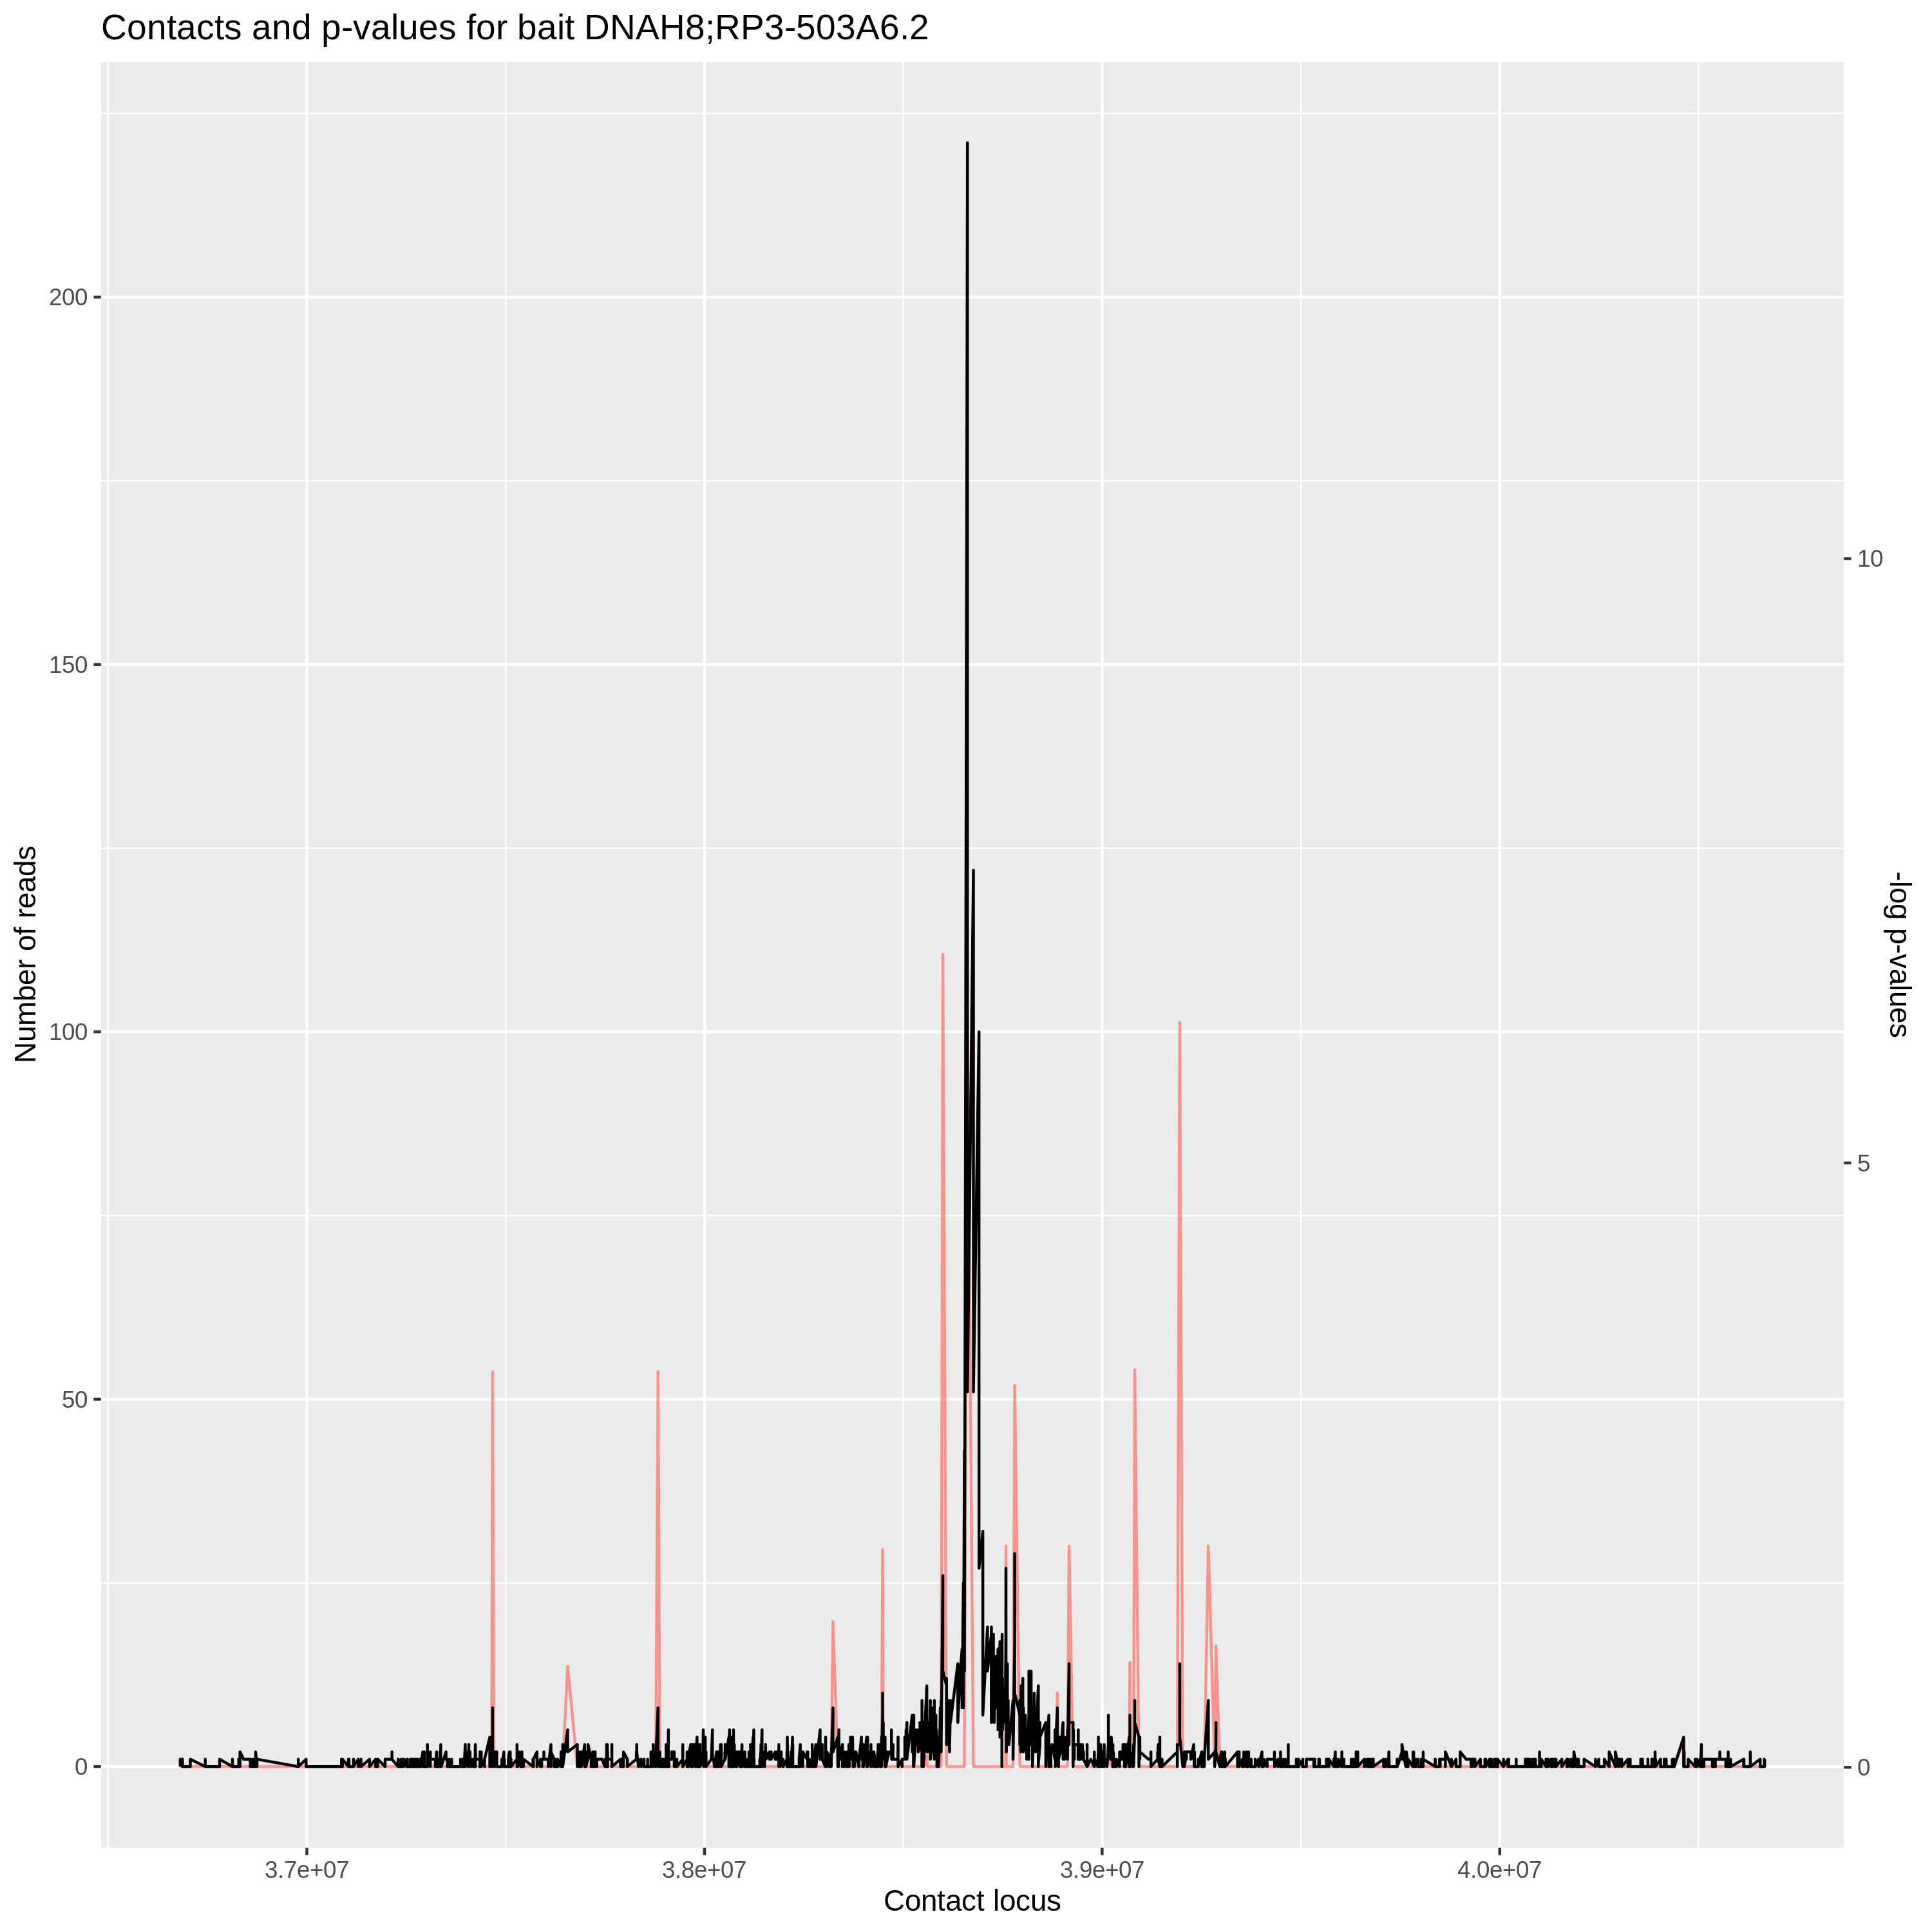 Contacts and p-values for bait DNAH8;RP3-503A6.2
200
150
100
50
0
Number of reads
10
5
0
-log p-values
3.7e+07
3.8e+07
3.9e+07
4.0e+07
Contact locus